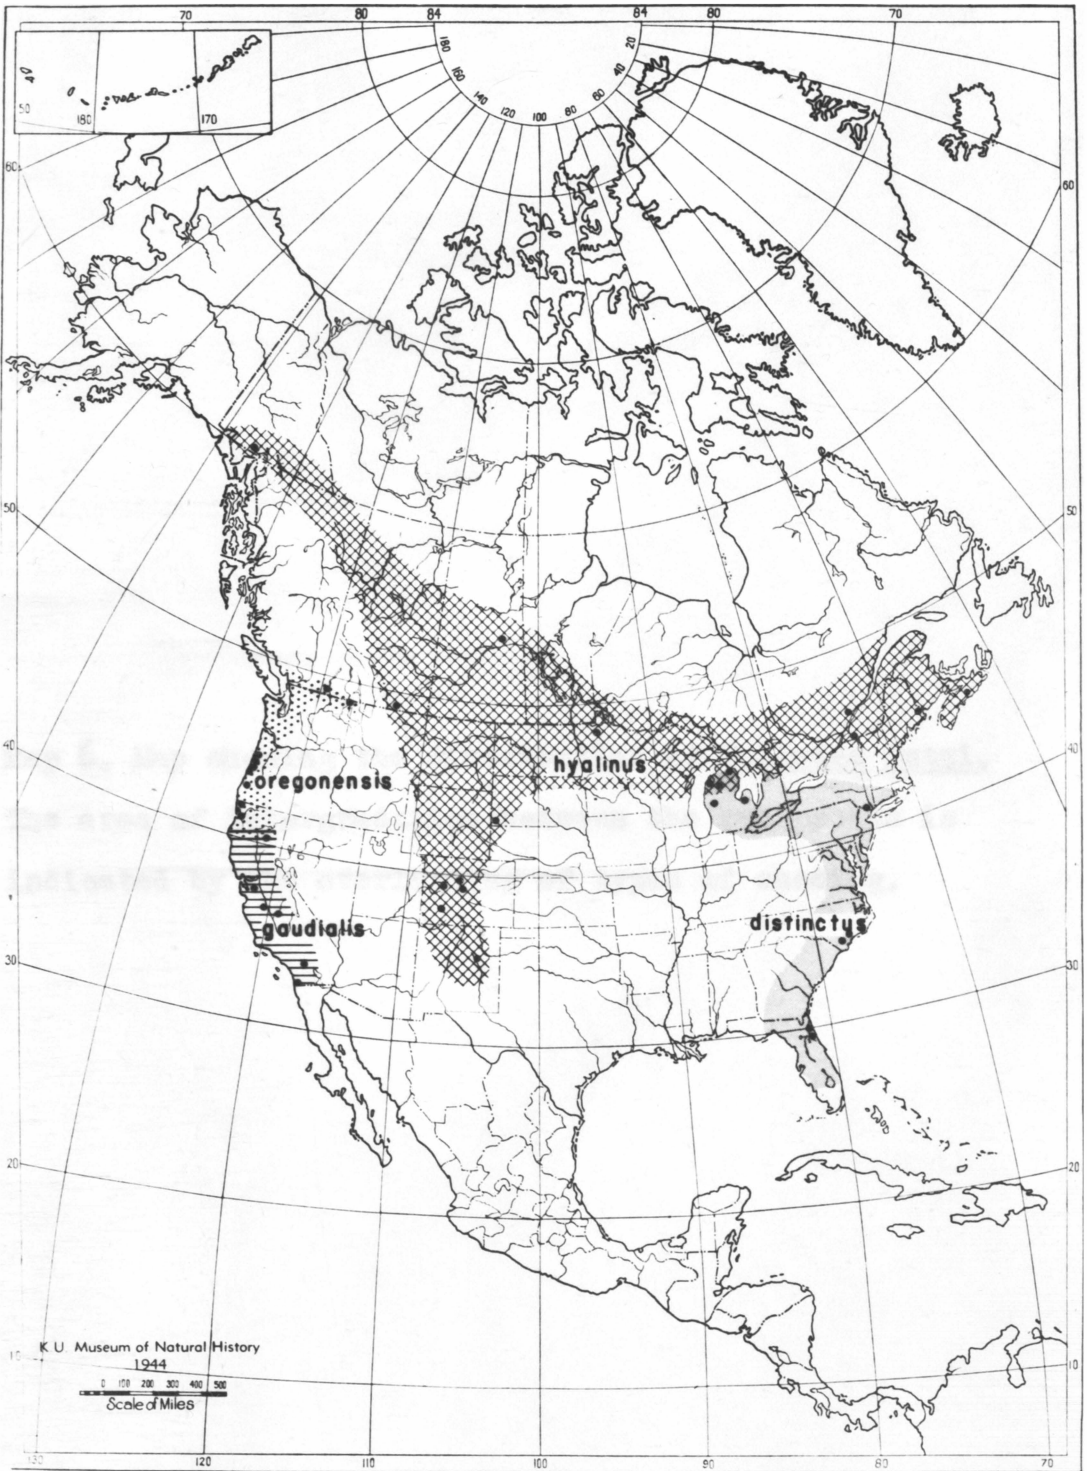 70 80 84 84 80 70
180 160 140 120 100 80 60 40 20
50 180 170
60 60
50 50
hyalinus
40 oregonensis 40
distinctus
gaudialis
30 30
20 20
K U Museum of Natural History
1944
10 10
0 100 200 300 400 500
Scale of Miles
130 120 110 100 90 80 70